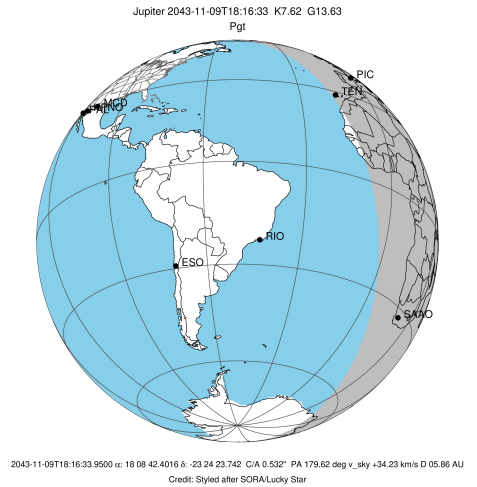 Jupiter 2043-11-09T18:16:33 K7.62 G13.63
Pgt
PIC
TEN
MCD
RIO
ESO
SAAO
2043-11-09T18:16:33.9500 α: 18 08 42.4016 δ: -23 24 23.742 C/A 0.532" PA 179.62 deg v_sky +34.23 km/s D 05.86 AU
Credit: Styled after SORA/Lucky Star